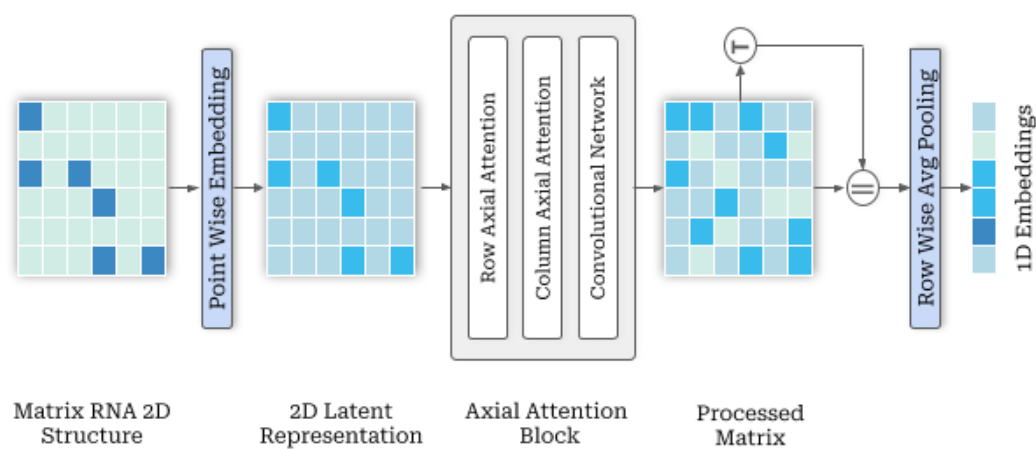 T
Point Wise Embedding
Row Axial Attention
Column Axial Attention
Convolutional Network
||
Row Wise Avg Pooling
1D Embeddings
Matrix RNA 2D
Structure
2D Latent
Representation
Axial Attention
Block
Processed
Matrix